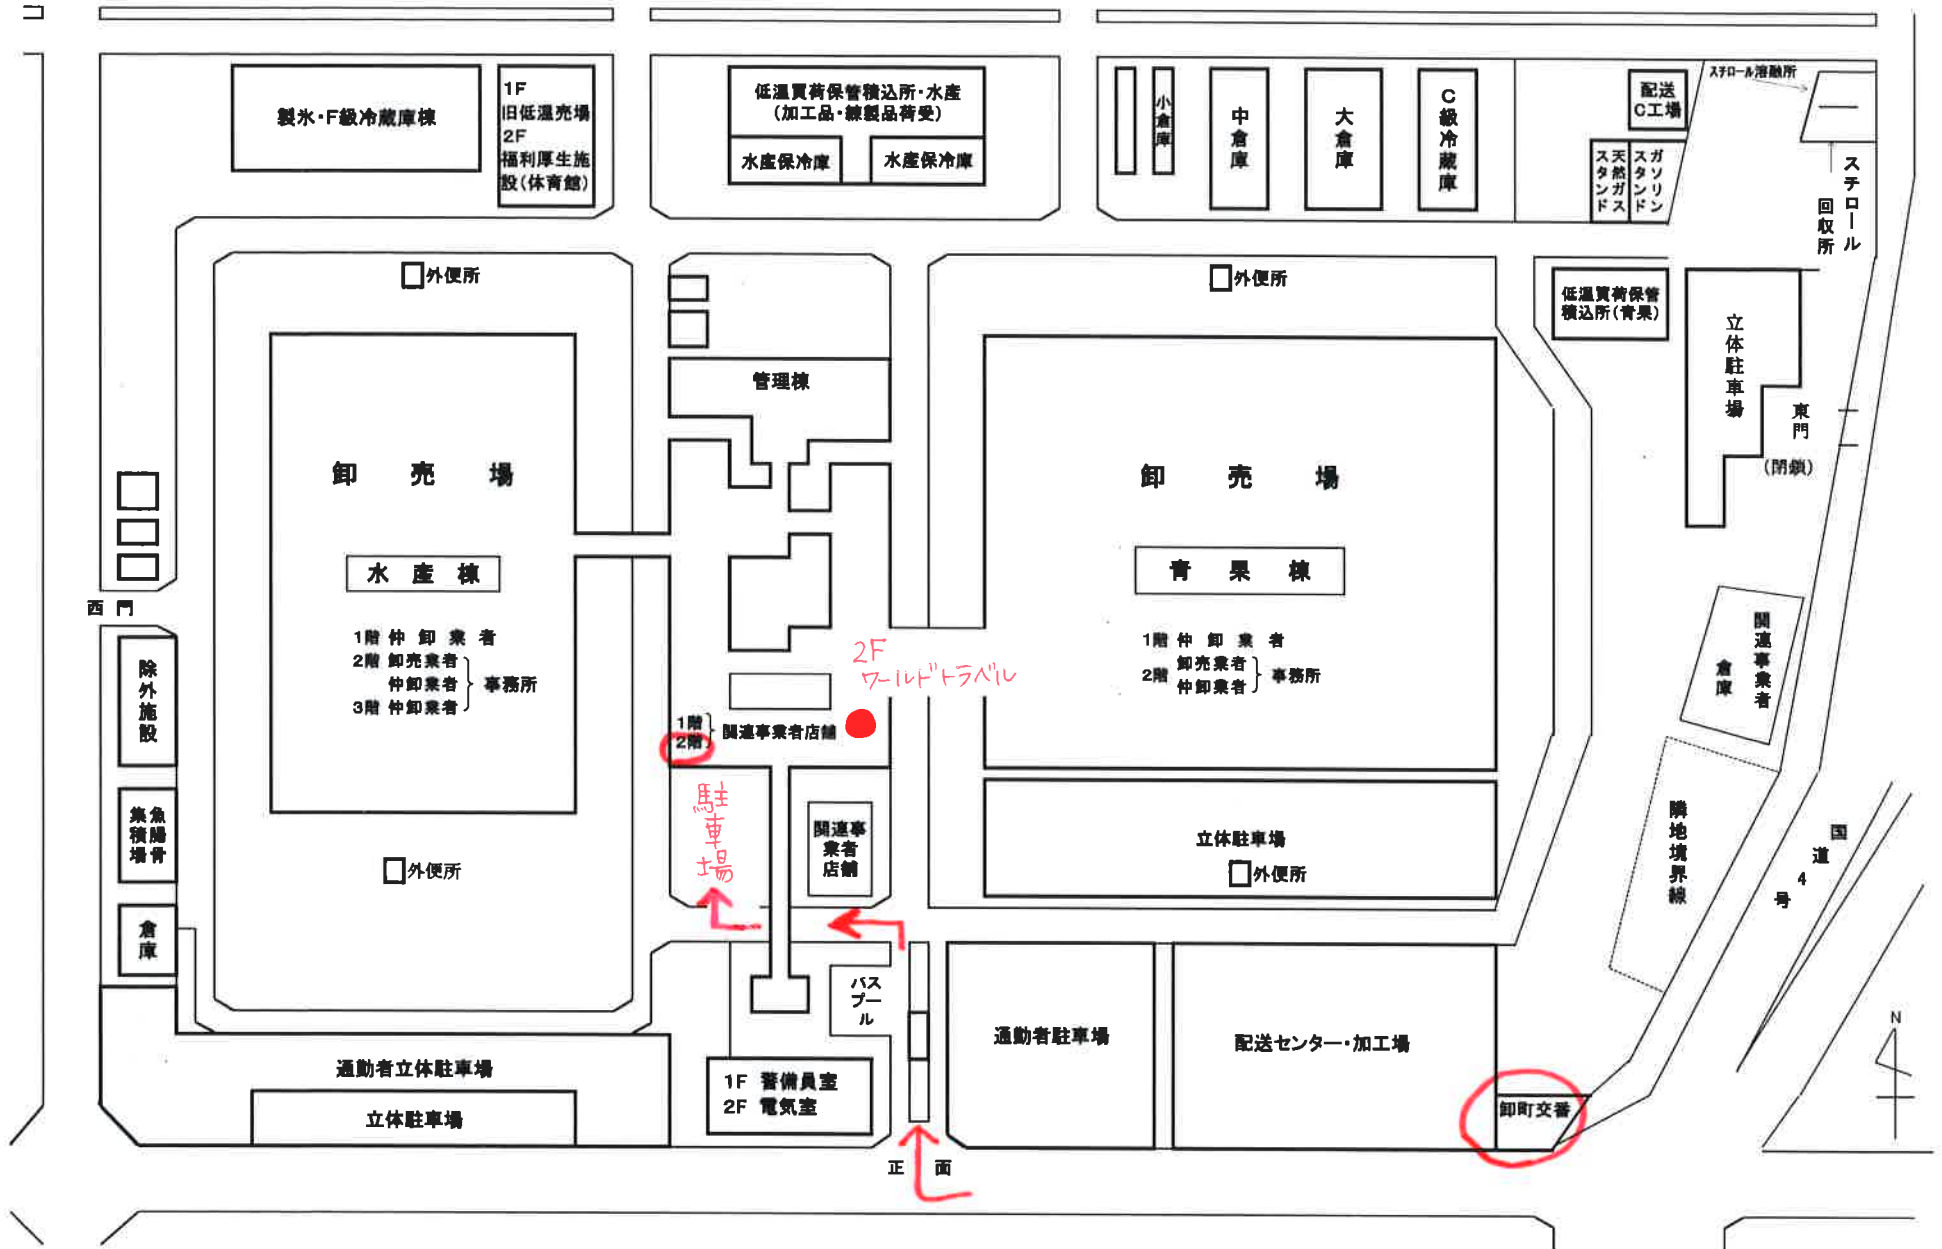 製氷・F級冷蔵庫棟
1F
旧低温売場
2F
福利厚生施
設(体育館)
低温買荷保管積込所・水産
(加工品・練製品荷受)
水産保冷庫
水産保冷庫
小倉庫
中倉庫
大倉庫
C級冷蔵庫
配送
C工場
天然ガス
スタンド
ガソリン
スタンド
スチロール溶融所
スチロール
回収所
外便所
外便所
低温買荷保管
積込所(青果)
立体駐車場
東門
(閉鎖)
管理棟
卸売場
水産棟
1階 仲卸業者
2階 卸売業者
仲卸業者
事務所
3階 仲卸業者
卸売場
青果棟
1階 仲卸業者
2階
卸売業者
仲卸業者
事務所
西門
除外施設
魚腸骨
集積場
倉庫
2F
ワールドトラベル
1階
2階
関連事業者店舗
駐車場
関連事
業者
店舗
外便所
立体駐車場
外便所
関連事業者
倉庫
隣地境界線
国道4号
バス
プー
ル
通勤者駐車場
配送センター・加工場
通勤者立体駐車場
立体駐車場
1F 警備員室
2F 電気室
卸町交番
正面
N